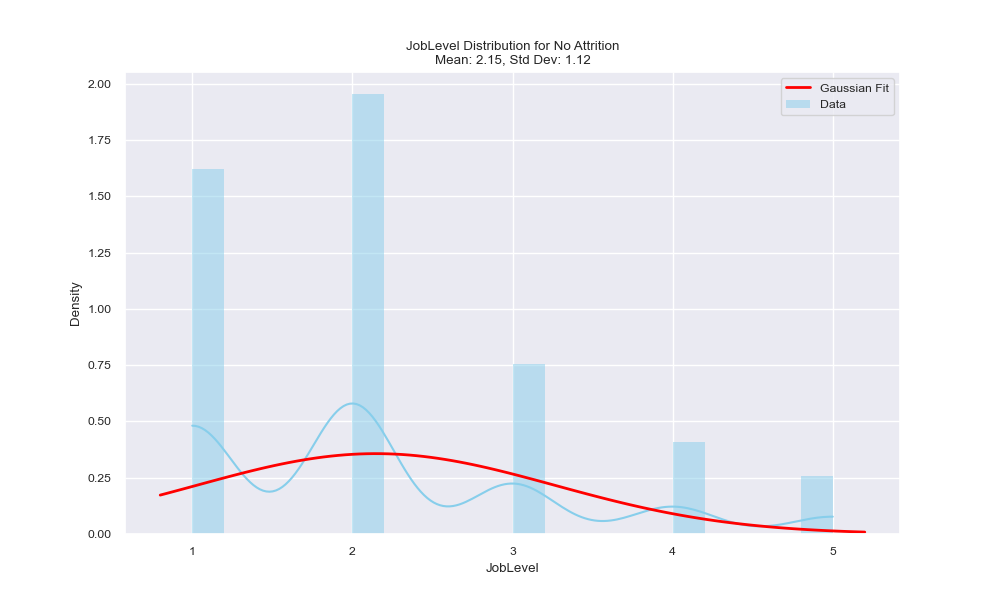 JobLevel Distribution for No Attrition
Mean: 2.15, Std Dev: 1.12
Gaussian Fit
Data
Density
2.00
1.75
1.50
1.25
1.00
0.75
0.50
0.25
0.00
1 2 3 4 5
JobLevel